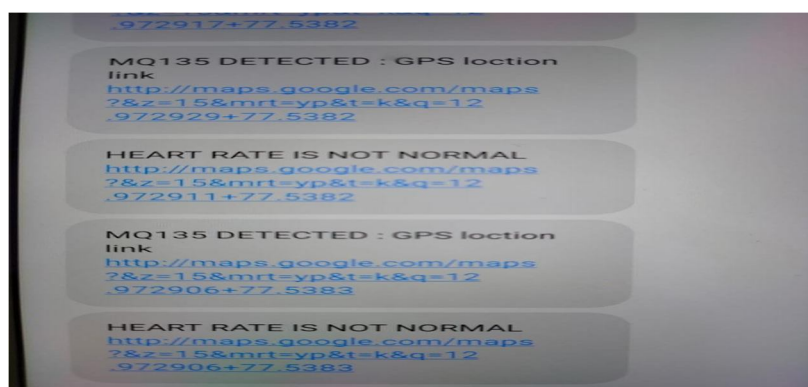 .972917+77.5382
MQ135 DETECTED : GPS loction
link
http://maps.google.com/maps
?&z=15&mrt=yp&t=k&q=12
.972929+77.5382
HEART RATE IS NOT NORMAL
http://maps.google.com/maps
?&z=15&mrt=yp&t=k&q=12
.972911+77.5382
MQ135 DETECTED : GPS loction
link
http://maps.google.com/maps
?&z=15&mrt=yp&t=k&q=12
.972906+77.5383
HEART RATE IS NOT NORMAL
http://maps.google.com/maps
?&z=15&mrt=yp&t=k&q=12
.972906+77.5383